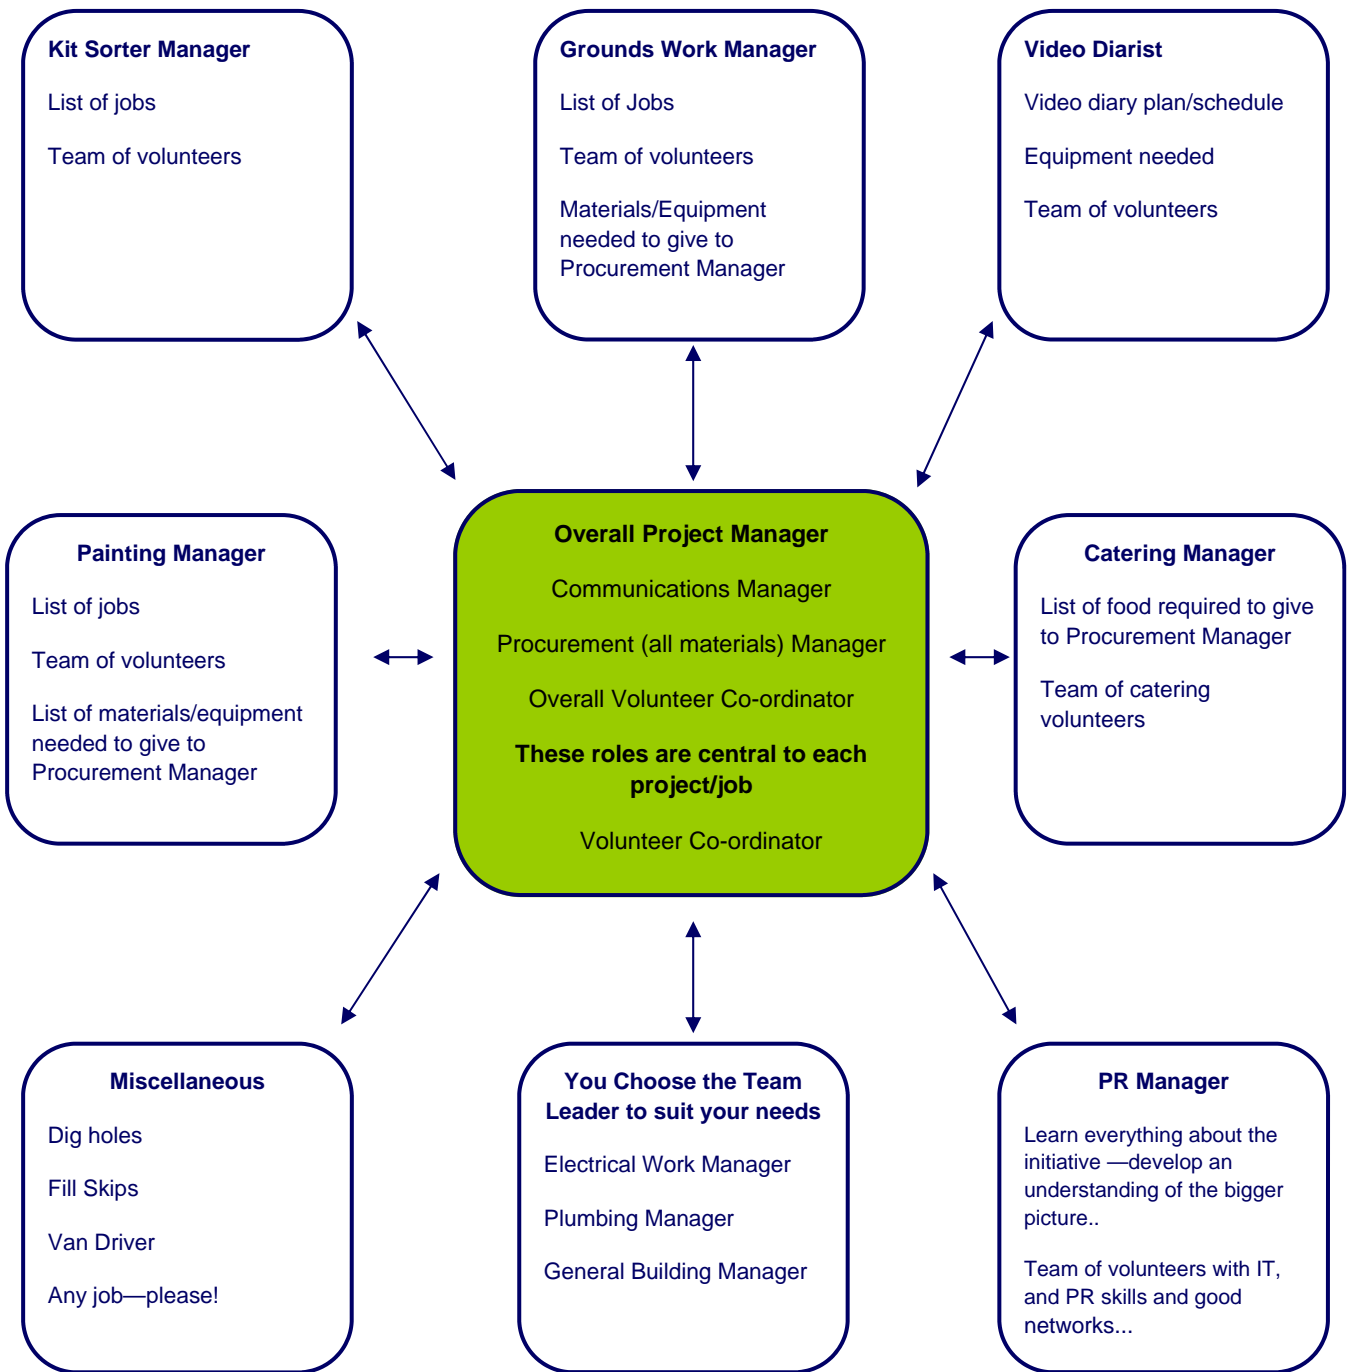 Kit Sorter Manager
List of jobs
Team of volunteers
Grounds Work Manager
List of Jobs
Team of volunteers
Materials/Equipment
needed to give to
Procurement Manager
Video Diarist
Video diary plan/schedule
Equipment needed
Team of volunteers
Painting Manager
List of jobs
Team of volunteers
List of materials/equipment
needed to give to
Procurement Manager
Overall Project Manager
Communications Manager
Procurement (all materials) Manager
Overall Volunteer Co-ordinator
These roles are central to each
project/job
Volunteer Co-ordinator
Catering Manager
List of food required to give
to Procurement Manager
Team of catering
volunteers
Miscellaneous
Dig holes
Fill Skips
Van Driver
Any job—please!
You Choose the Team
Leader to suit your needs
Electrical Work Manager
Plumbing Manager
General Building Manager
PR Manager
Learn everything about the
initiative —develop an
understanding of the bigger
picture..
Team of volunteers with IT,
and PR skills and good
networks...